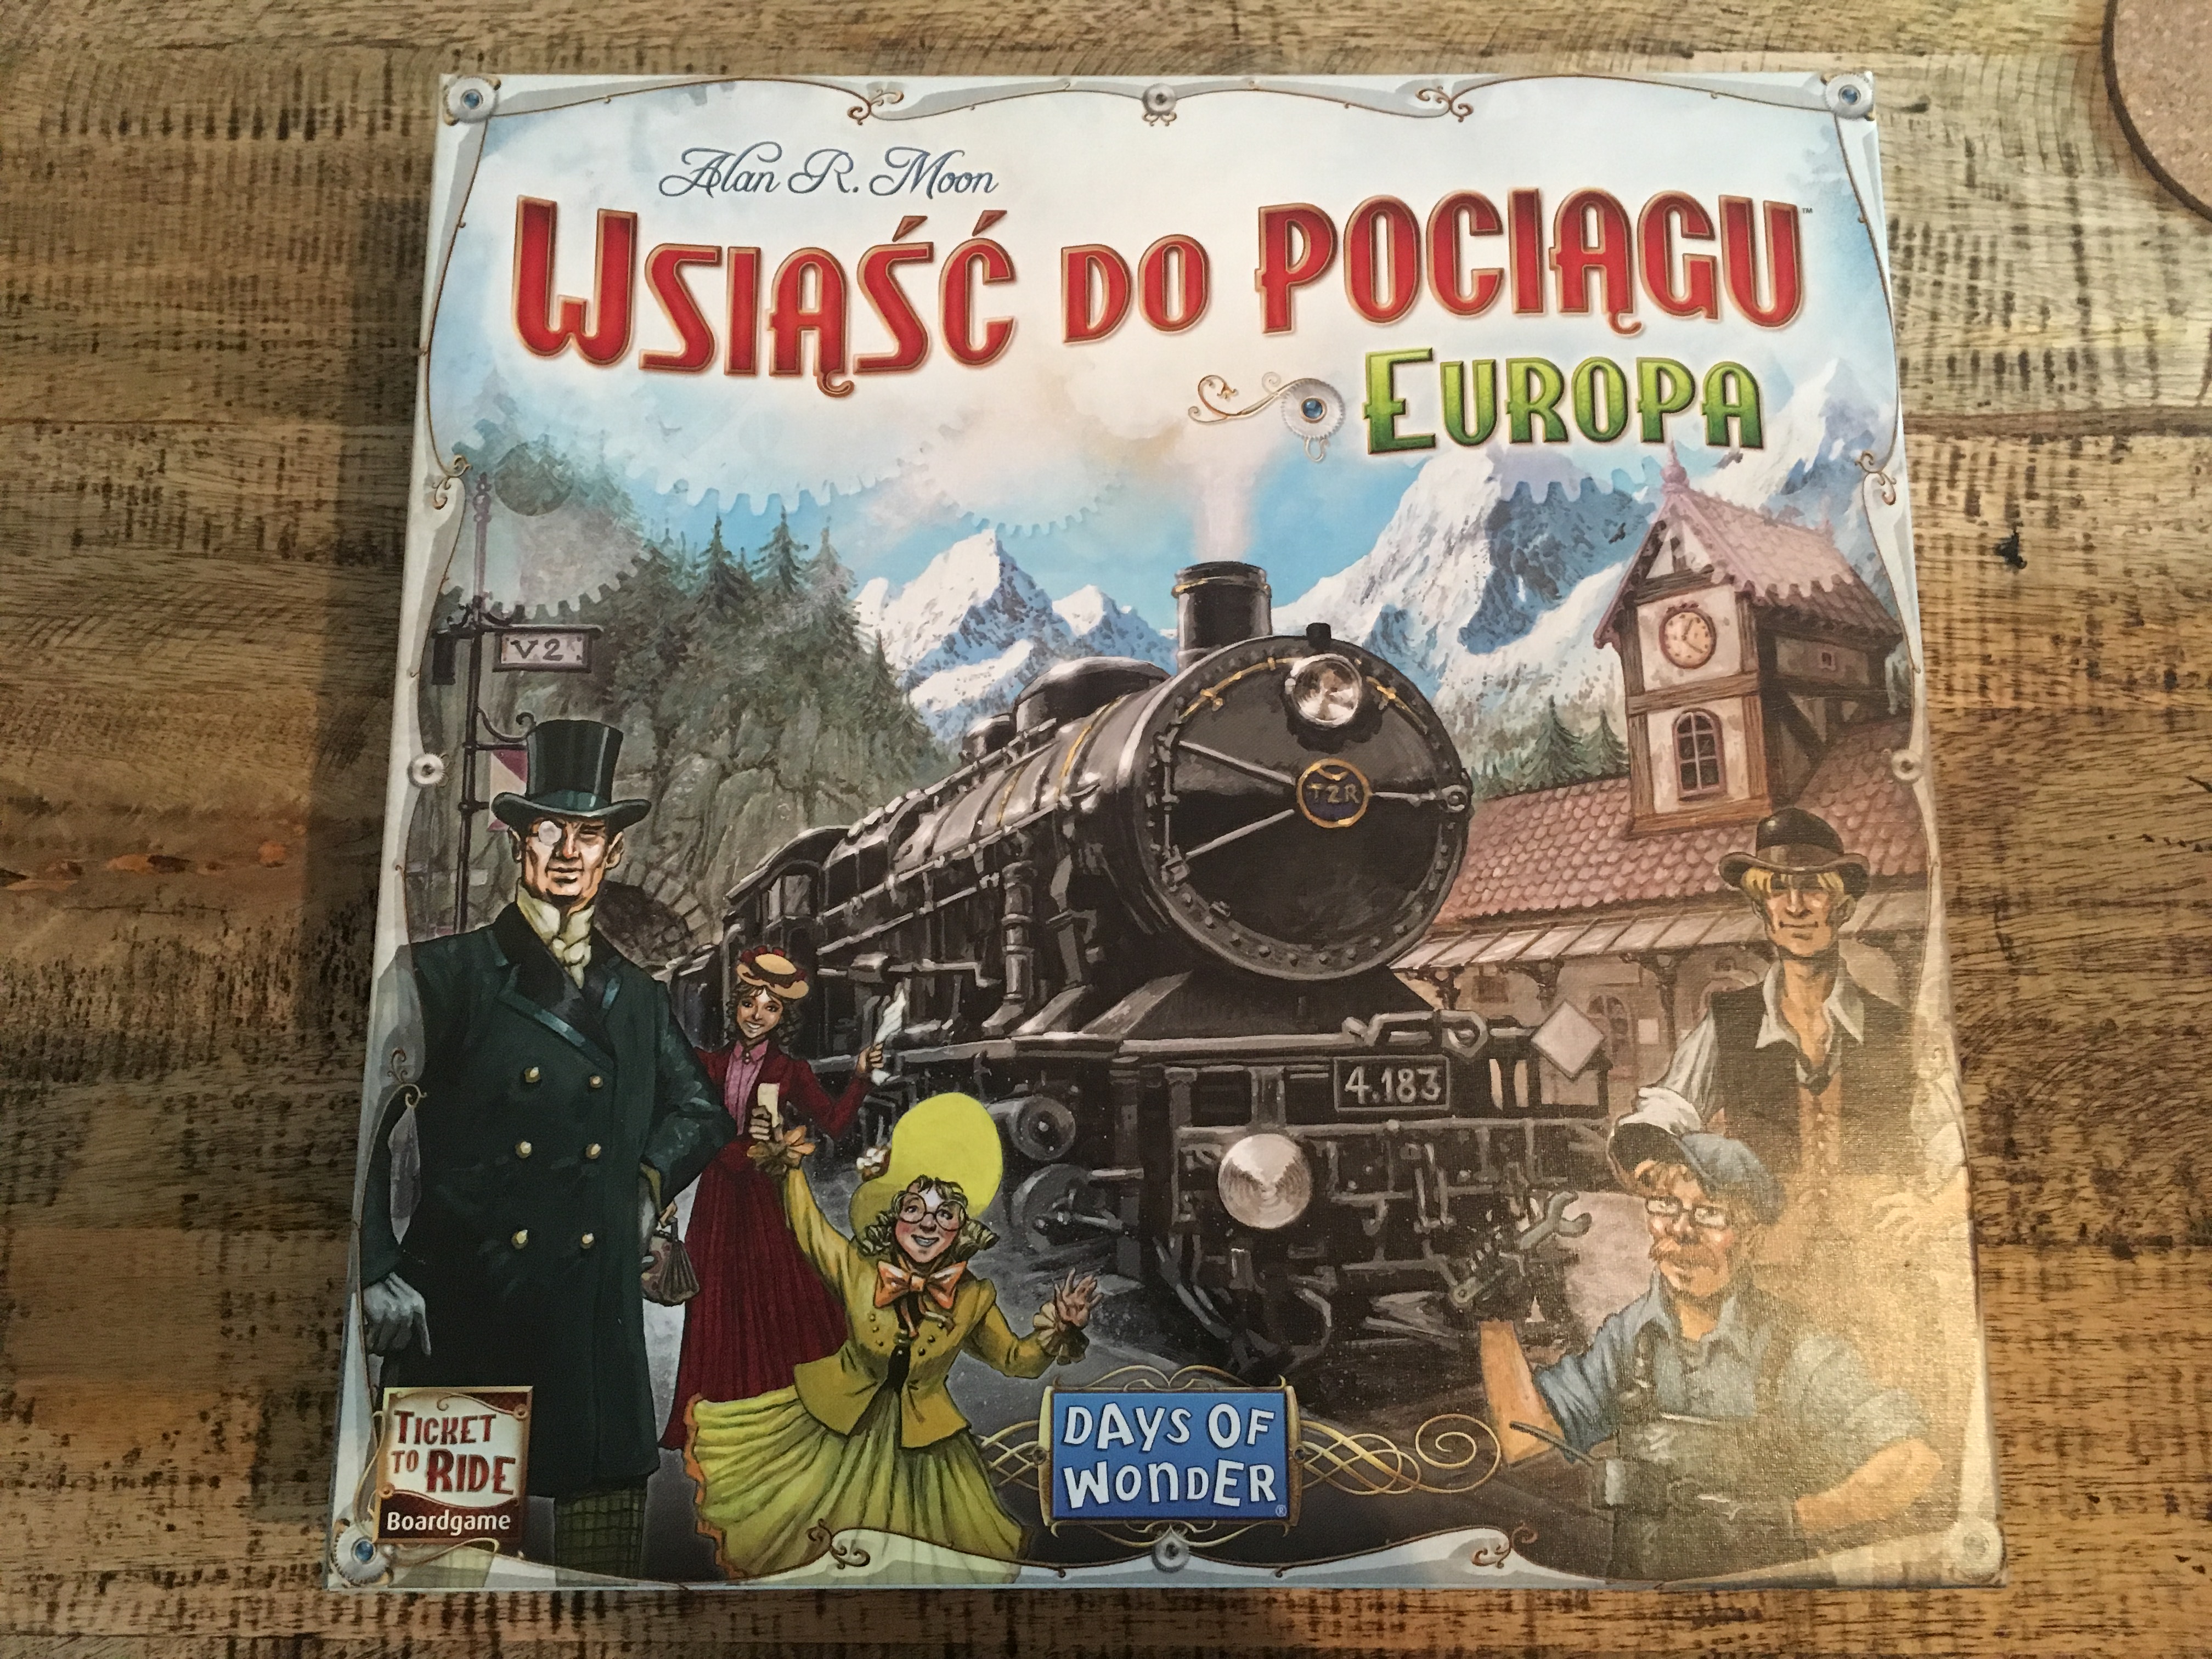 Alan R. Moon
Wsiąść do pociągu™
Europa
V2
T2R
4.183
Ticket
to Ride
Boardgame
DAYS OF
WONDER®